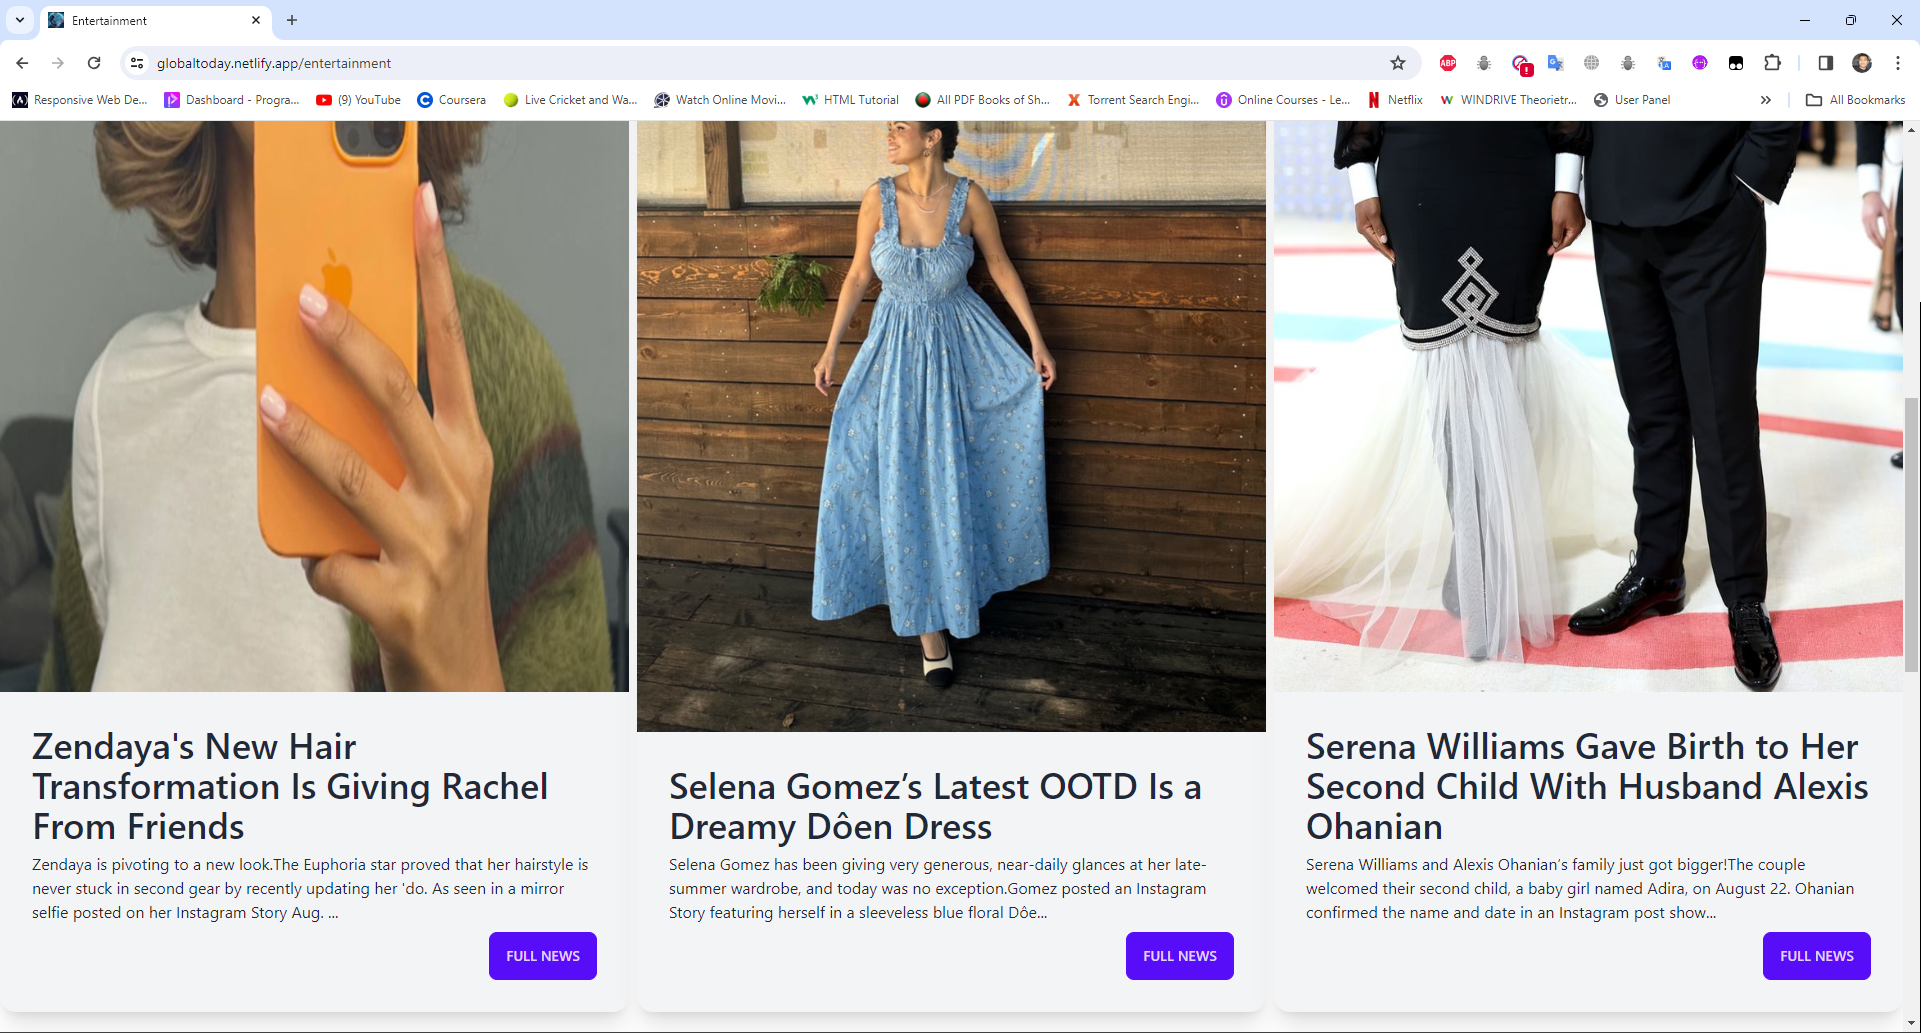 Entertainment
globaltoday.netlify.app/entertainment
ABP
Responsive Web De...
Dashboard - Progra...
(9) YouTube
Coursera
Live Cricket and Wa...
Watch Online Movi...
HTML Tutorial
All PDF Books of Sh...
Torrent Search Engi...
Online Courses - Le...
Netflix
WINDRIVE Theorietr...
User Panel
All Bookmarks
Zendaya's New Hair
Transformation Is Giving Rachel
From Friends
Zendaya is pivoting to a new look.The Euphoria star proved that her hairstyle is
never stuck in second gear by recently updating her 'do. As seen in a mirror
selfie posted on her Instagram Story Aug. ...
FULL NEWS
Selena Gomez’s Latest OOTD Is a
Dreamy Dôen Dress
Selena Gomez has been giving very generous, near-daily glances at her late-
summer wardrobe, and today was no exception.Gomez posted an Instagram
Story featuring herself in a sleeveless blue floral Dôe...
FULL NEWS
Serena Williams Gave Birth to Her
Second Child With Husband Alexis
Ohanian
Serena Williams and Alexis Ohanian’s family just got bigger!The couple
welcomed their second child, a baby girl named Adira, on August 22. Ohanian
confirmed the name and date in an Instagram post show...
FULL NEWS